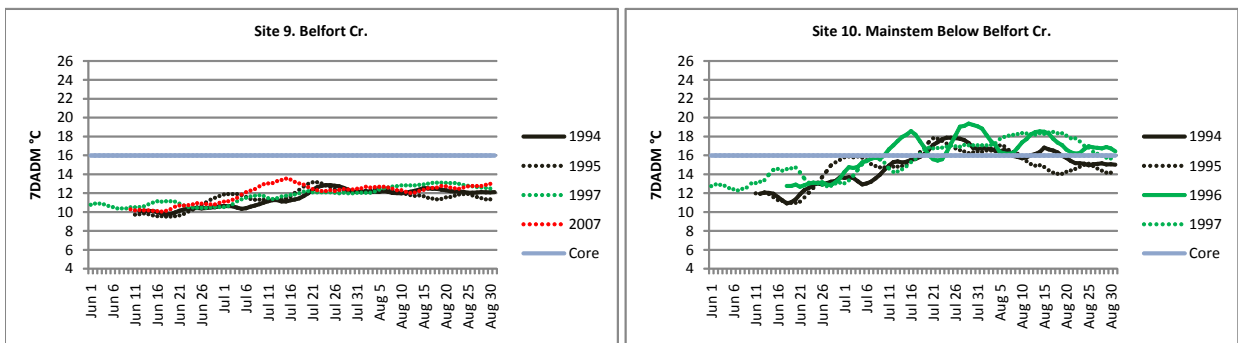 Site 9. Belfort Cr.
7DADM °C
26
24
22
20
18
16
14
12
10
8
6
4
Jun 1
Jun 6
Jun 11
Jun 16
Jun 21
Jun 26
Jul 1
Jul 6
Jul 11
Jul 16
Jul 21
Jul 26
Jul 31
Aug 5
Aug 10
Aug 15
Aug 20
Aug 25
Aug 30
1994
1995
1997
2007
Core
Site 10. Mainstem Below Belfort Cr.
7DADM °C
26
24
22
20
18
16
14
12
10
8
6
4
Jun 1
Jun 6
Jun 11
Jun 16
Jun 21
Jun 26
Jul 1
Jul 6
Jul 11
Jul 16
Jul 21
Jul 26
Jul 31
Aug 5
Aug 10
Aug 15
Aug 20
Aug 25
Aug 30
1994
1995
1996
1997
Core